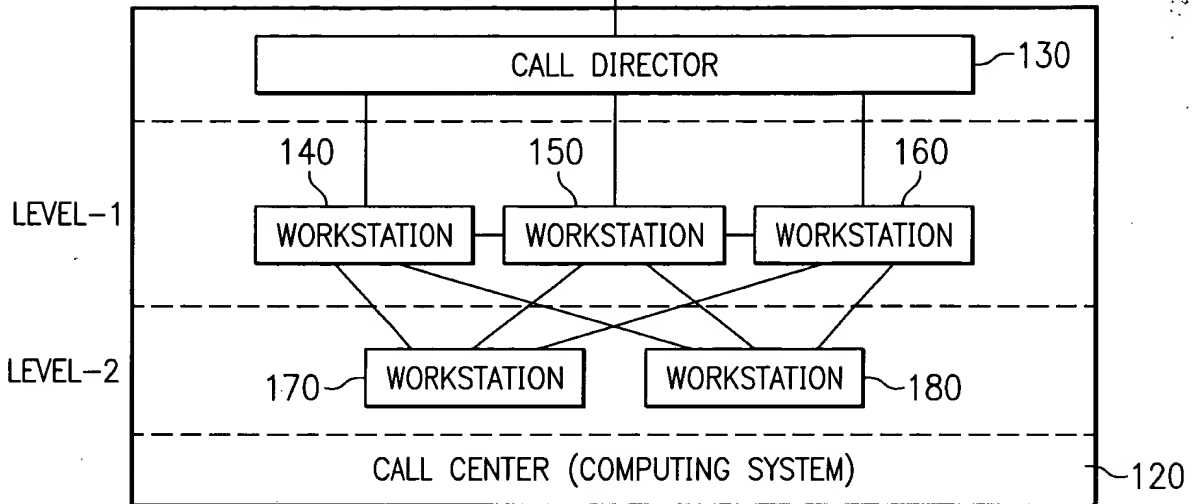 CALL DIRECTOR
130
140
150
160
LEVEL-1
WORKSTATION
WORKSTATION
WORKSTATION
LEVEL-2
170
WORKSTATION
WORKSTATION
180
CALL CENTER (COMPUTING SYSTEM)
120